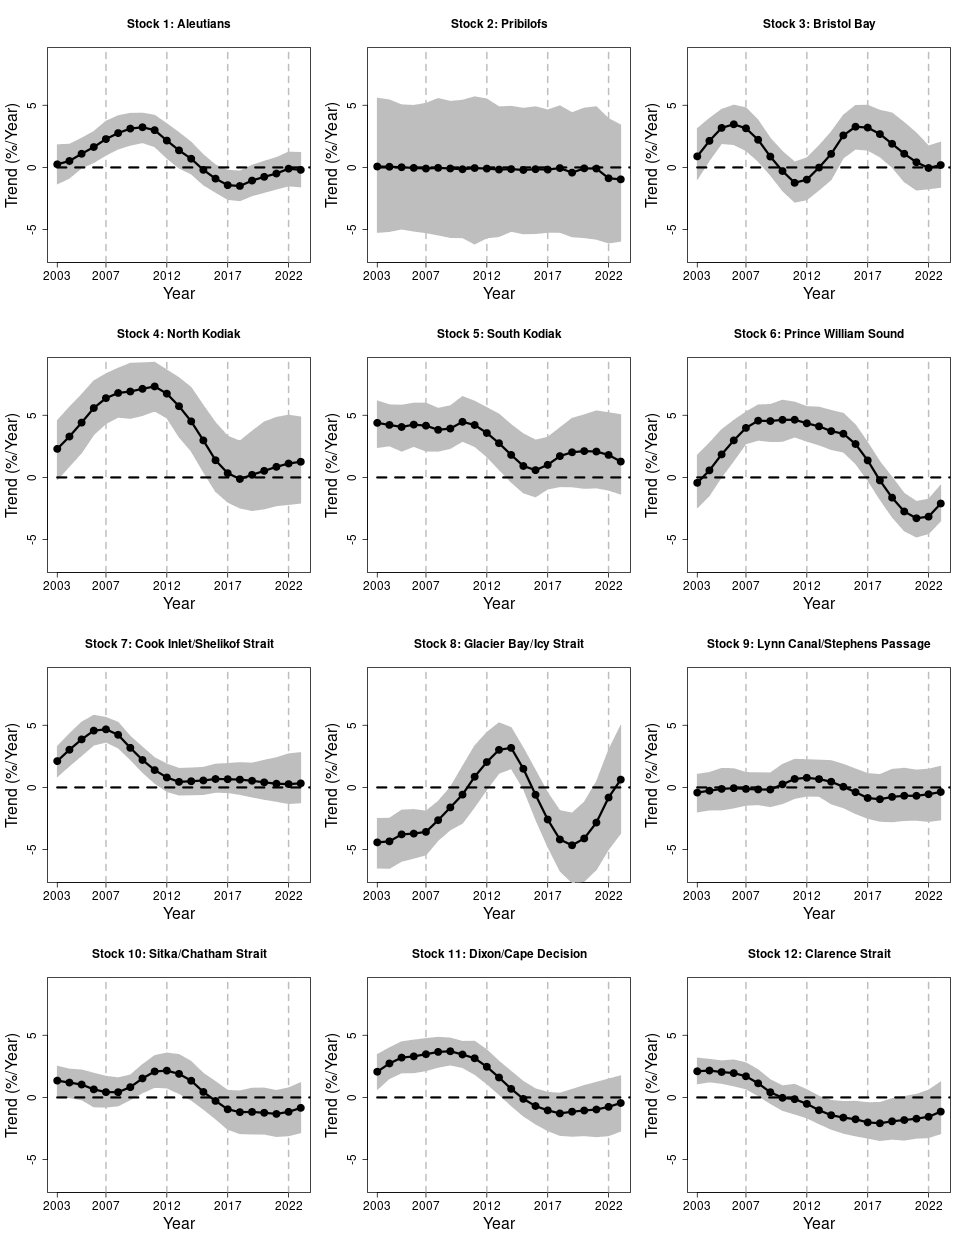 Stock 1: Aleutians
Trend (%/Year)
5
0
-5
2003 2007 2012 2017 2022
Year
Stock 2: Pribilofs
Trend (%/Year)
5
0
-5
2003 2007 2012 2017 2022
Year
Stock 3: Bristol Bay
Trend (%/Year)
5
0
-5
2003 2007 2012 2017 2022
Year
Stock 4: North Kodiak
Trend (%/Year)
5
0
-5
2003 2007 2012 2017 2022
Year
Stock 5: South Kodiak
Trend (%/Year)
5
0
-5
2003 2007 2012 2017 2022
Year
Stock 6: Prince William Sound
Trend (%/Year)
5
0
-5
2003 2007 2012 2017 2022
Year
Stock 7: Cook Inlet/Shelikof Strait
Trend (%/Year)
5
0
-5
2003 2007 2012 2017 2022
Year
Stock 8: Glacier Bay/Icy Strait
Trend (%/Year)
5
0
-5
2003 2007 2012 2017 2022
Year
Stock 9: Lynn Canal/Stephens Passage
Trend (%/Year)
5
0
-5
2003 2007 2012 2017 2022
Year
Stock 10: Sitka/Chatham Strait
Trend (%/Year)
5
0
-5
2003 2007 2012 2017 2022
Year
Stock 11: Dixon/Cape Decision
Trend (%/Year)
5
0
-5
2003 2007 2012 2017 2022
Year
Stock 12: Clarence Strait
Trend (%/Year)
5
0
-5
2003 2007 2012 2017 2022
Year